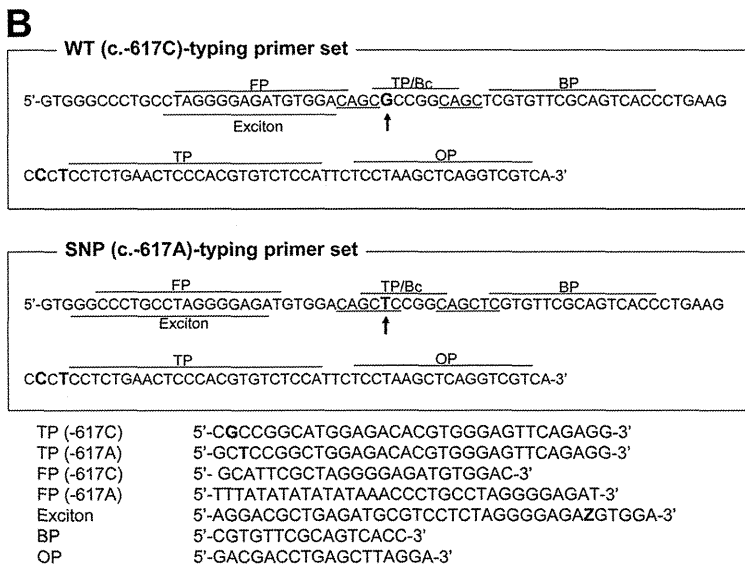 B
WT (c.-617C)-typing primer set
FP TP/Bc BP
5'-GTGGGCCCTGCCTAGGGGAGATGTGGACAGCGCCGGCAGCTCGTGTTCGCAGTCACCCTGAAG
Exciton
TP OP
CCCTCCTCTGAACTCCCACGTGTCTCCATTCTCCTAAGCTCAGGTCGTCA-3'
SNP (c.-617A)-typing primer set
FP TP/Bc BP
5'-GTGGGCCCTGCCTAGGGGAGATGTGGACAGCTCCGGCAGCTCGTGTTCGCAGTCACCCTGAAG
Exciton
TP OP
CCCTCCTCTGAACTCCCACGTGTCTCCATTCTCCTAAGCTCAGGTCGTCA-3'
TP (-617C) 5'-CGCCGGCATGGAGACACGTGGGAGTTCAGAGG-3'
TP (-617A) 5'-GCTCCGGCTGGAGACACGTGGGAGTTCAGAGG-3'
FP (-617C) 5'- GCATTCGCTAGGGGAGATGTGGAC-3'
FP (-617A) 5'-TTTATATATATATAAACCCTGCCTAGGGGAGAT-3'
Exciton 5'-AGGACGCTGAGATGCGTCCTCTAGGGGAGAZGTGGA-3'
BP 5'-CGTGTTCGCAGTCACC-3'
OP 5'-GACGACCTGAGCTTAGGA-3'